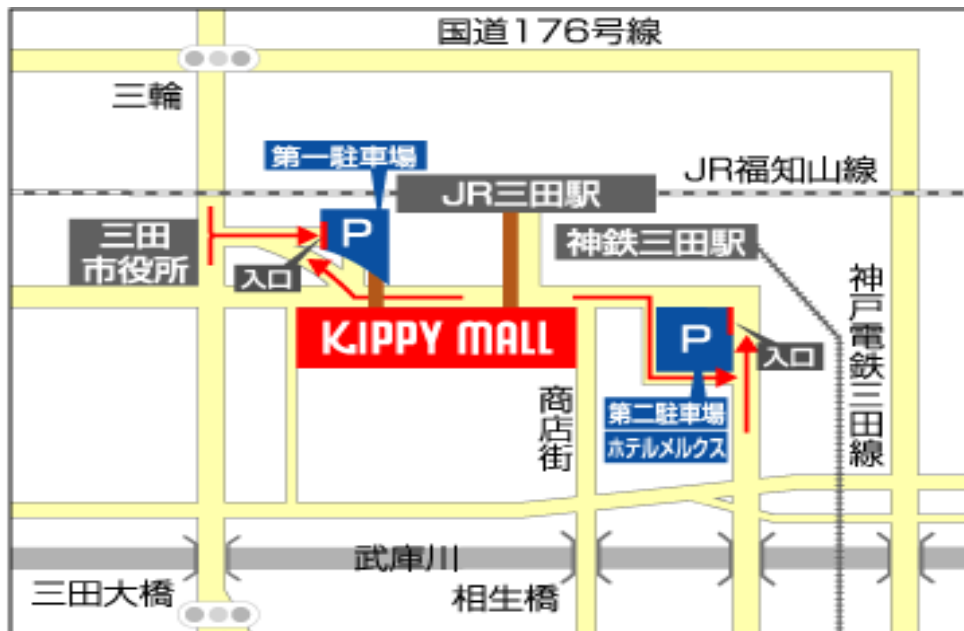 国道176号線
三輪
第一駐車場
JR福知山線
JR三田駅
P
三田
市役所
神鉄三田駅
入口
神戸電鉄三田線
KiPPY MALL
P
入口
商店街
第二駐車場
ホテルメルクス
武庫川
三田大橋
相生橋